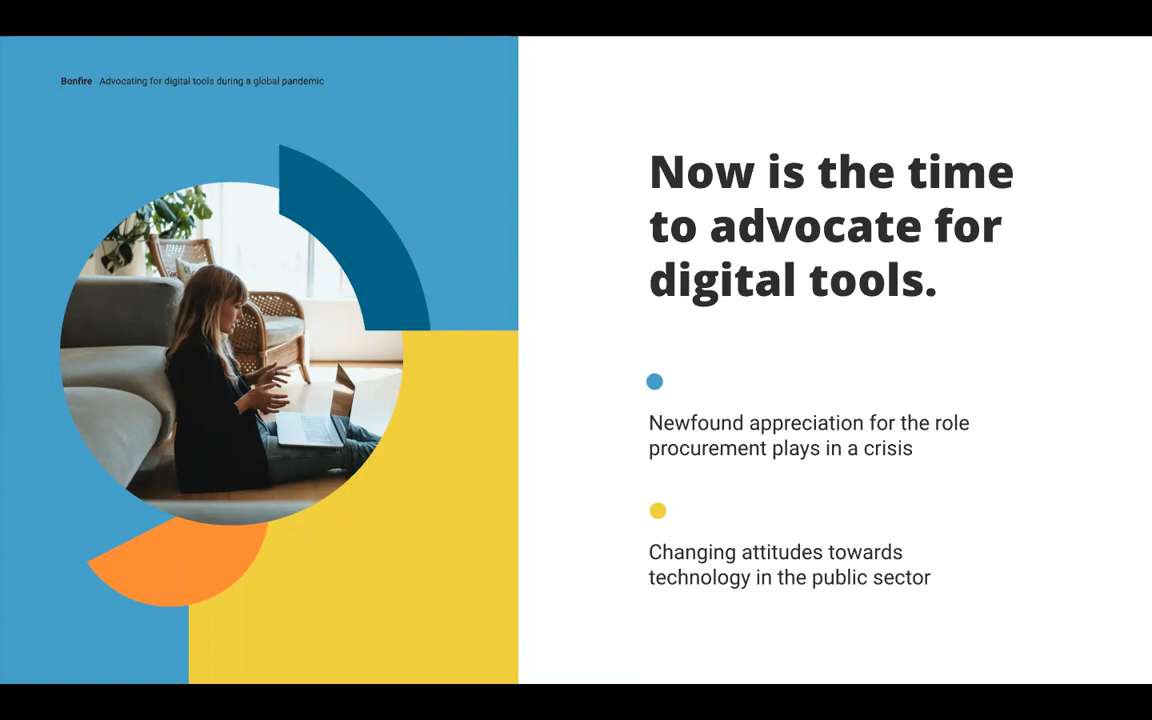 Bonfire Advocating for digital tools during a global pandemic
Now is the time
to advocate for
digital tools.
Newfound appreciation for the role
procurement plays in a crisis
Changing attitudes towards
technology in the public sector